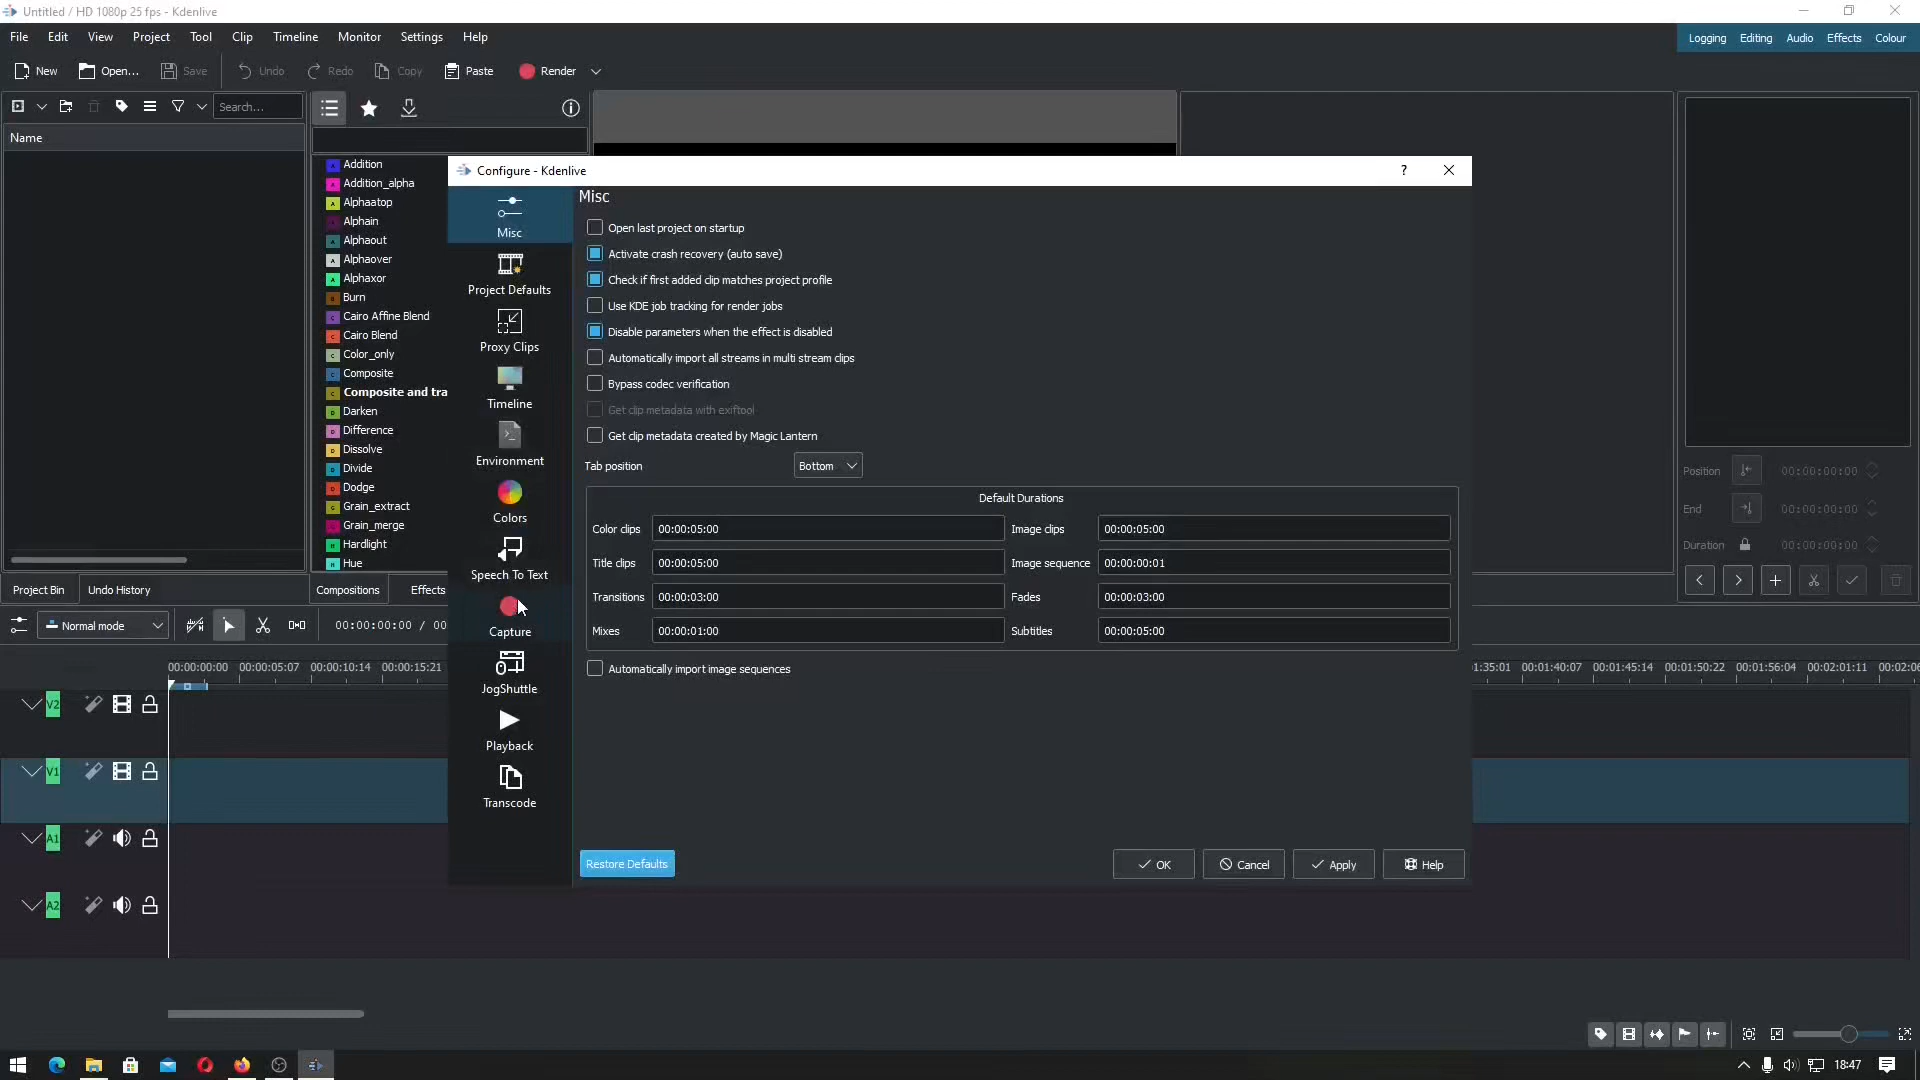 Untitled / HD 1080p 25 fps - Kdenlive
File Edit View Project Tool Clip Timeline Monitor Settings Help
Logging Editing Audio Effects Colour
New Open... Save Undo Redo Copy Paste Render
Search...
Name
Addition
Addition_alpha
Alphaatop
Alphain
Alphaout
Alphaover
Alphaxor
Burn
Cairo Affine Blend
Cairo Blend
Color_only
Composite
Composite and tra
Darken
Difference
Dissolve
Divide
Dodge
Grain_extract
Grain_merge
Hardlight
Hue
Project Bin Undo History Compositions Effects
Configure - Kdenlive
?
Misc
Project Defaults
Proxy Clips
Timeline
Environment
Colors
Speech To Text
Capture
JogShuttle
Playback
Transcode
Misc
Open last project on startup
Activate crash recovery (auto save)
Check if first added clip matches project profile
Use KDE job tracking for render jobs
Disable parameters when the effect is disabled
Automatically import all streams in multi stream clips
Bypass codec verification
Get clip metadata with exiftool
Get clip metadata created by Magic Lantern
Tab position Bottom
Default Durations
Color clips 00:00:05:00 Image clips 00:00:05:00
Title clips 00:00:05:00 Image sequence 00:00:00:01
Transitions 00:00:03:00 Fades 00:00:03:00
Mixes 00:00:01:00 Subtitles 00:00:05:00
Automatically import image sequences
Restore Defaults OK Cancel Apply Help
Position 00:00:00:00
End 00:00:00:00
Duration 00:00:00:00
Normal mode 00:00:00:00 / 00
00:00:00:00 00:00:05:07 00:00:10:14 00:00:15:21 1:35:01 00:01:40:07 00:01:45:14 00:01:50:22 00:01:56:04 00:02:01:11 00:02:06
V2
V1
A1
A2
18:47